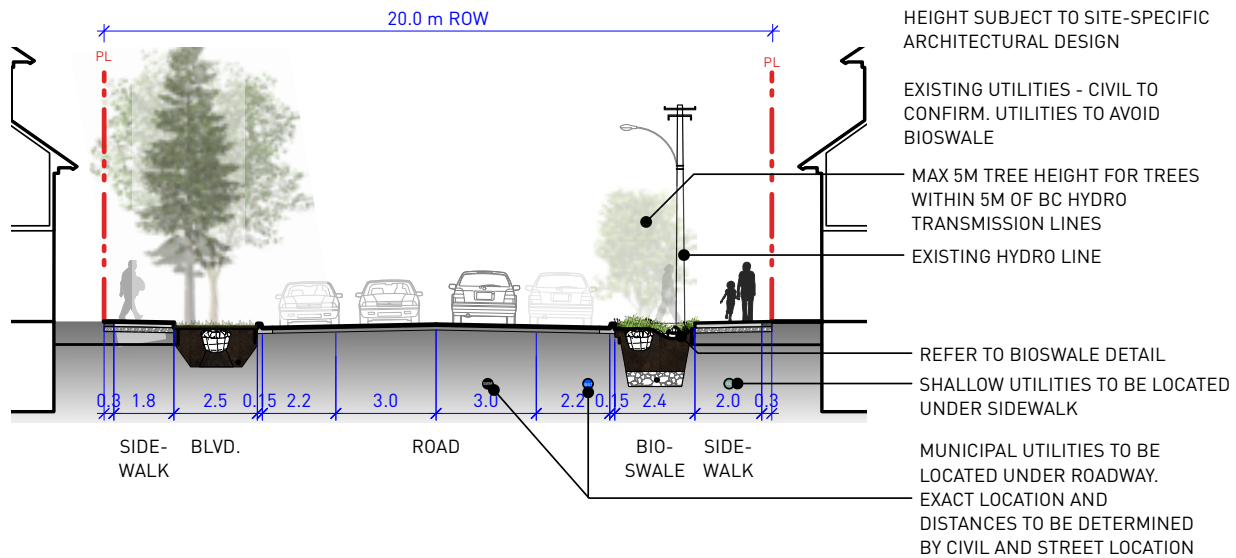 20.0 m ROW
PL
PL
HEIGHT SUBJECT TO SITE-SPECIFIC
ARCHITECTURAL DESIGN
EXISTING UTILITIES - CIVIL TO
CONFIRM. UTILITIES TO AVOID
BIOSWALE
MAX 5M TREE HEIGHT FOR TREES
WITHIN 5M OF BC HYDRO
TRANSMISSION LINES
EXISTING HYDRO LINE
REFER TO BIOSWALE DETAIL
SHALLOW UTILITIES TO BE LOCATED
UNDER SIDEWALK
0.3 1.8 2.5 0.15 2.2 3.0 3.0 2.2 0.15 2.4 2.0 0.3
SIDE-
WALK
BLVD.
ROAD
BIO-
SWALE
SIDE-
WALK
MUNICIPAL UTILITIES TO BE
LOCATED UNDER ROADWAY.
EXACT LOCATION AND
DISTANCES TO BE DETERMINED
BY CIVIL AND STREET LOCATION